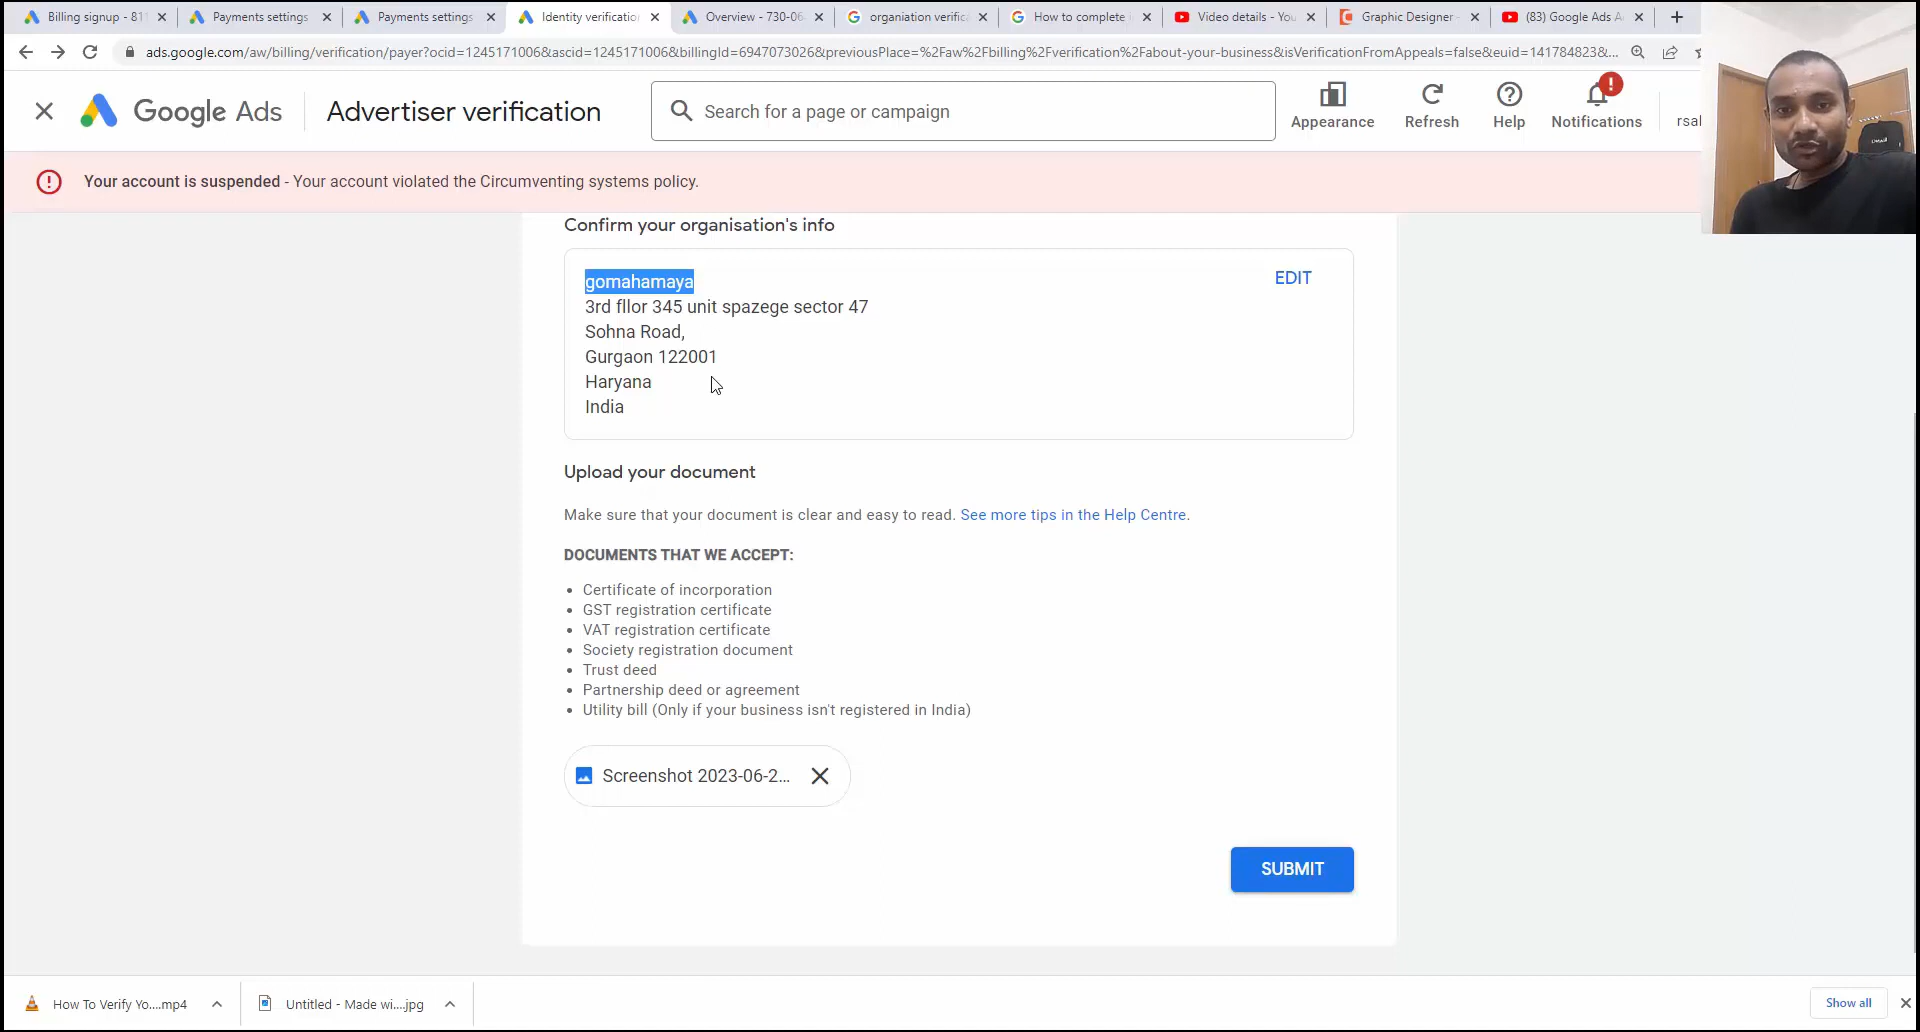 Billing signup - 811
Payments settings
Payments settings
Identity verification
Overview - 730-06
organiation verifica
How to complete
Video details - You
Graphic Designer -
(83) Google Ads A
ads.google.com/aw/billing/verification/payer?ocid=1245171006&ascid=1245171006&billingId=6947073026&previousPlace=%2Faw%2Fbilling%2Fverification%2Fabout-your-business&isVerificationFromAppeals=false&euid=141784823&...
Google Ads
Advertiser verification
Search for a page or campaign
Appearance
Refresh
Help
Notifications
rsal
Your account is suspended - Your account violated the Circumventing systems policy.
Confirm your organisation's info
gomahamaya
EDIT
3rd fllor 345 unit spazege sector 47
Sohna Road,
Gurgaon 122001
Haryana
India
Upload your document
Make sure that your document is clear and easy to read. See more tips in the Help Centre.
DOCUMENTS THAT WE ACCEPT:
• Certificate of incorporation
• GST registration certificate
• VAT registration certificate
• Society registration document
• Trust deed
• Partnership deed or agreement
• Utility bill (Only if your business isn't registered in India)
Screenshot 2023-06-2...
SUBMIT
How To Verify Yo....mp4
Untitled - Made wi....jpg
Show all